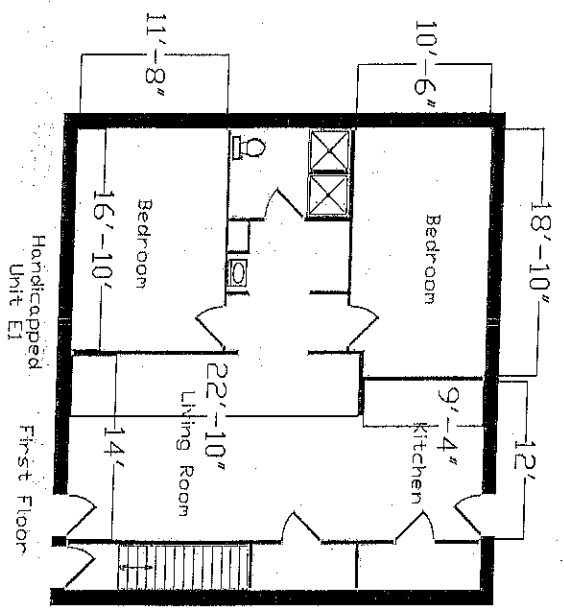 10'-6"
18'-10"
11'-8"
Bedroom
Bedroom
16'-10'
9'-4"
Kitchen
12'
22'-10"
Living Room
14'
Handicapped
Unit E1
First Floor